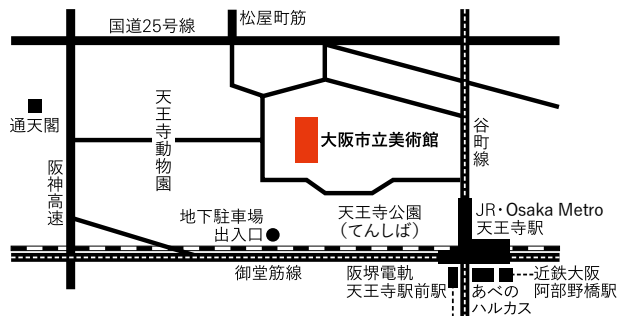 松屋町筋
国道25号線
通天閣
天王寺動物園
大阪市立美術館
谷町線
阪神高速
地下駐車場
出入口
天王寺公園
(てんしば)
JR・Osaka Metro
天王寺駅
御堂筋線
阪堺電軌
天王寺駅前駅
あべの
ハルカス
近鉄大阪
阿部野橋駅